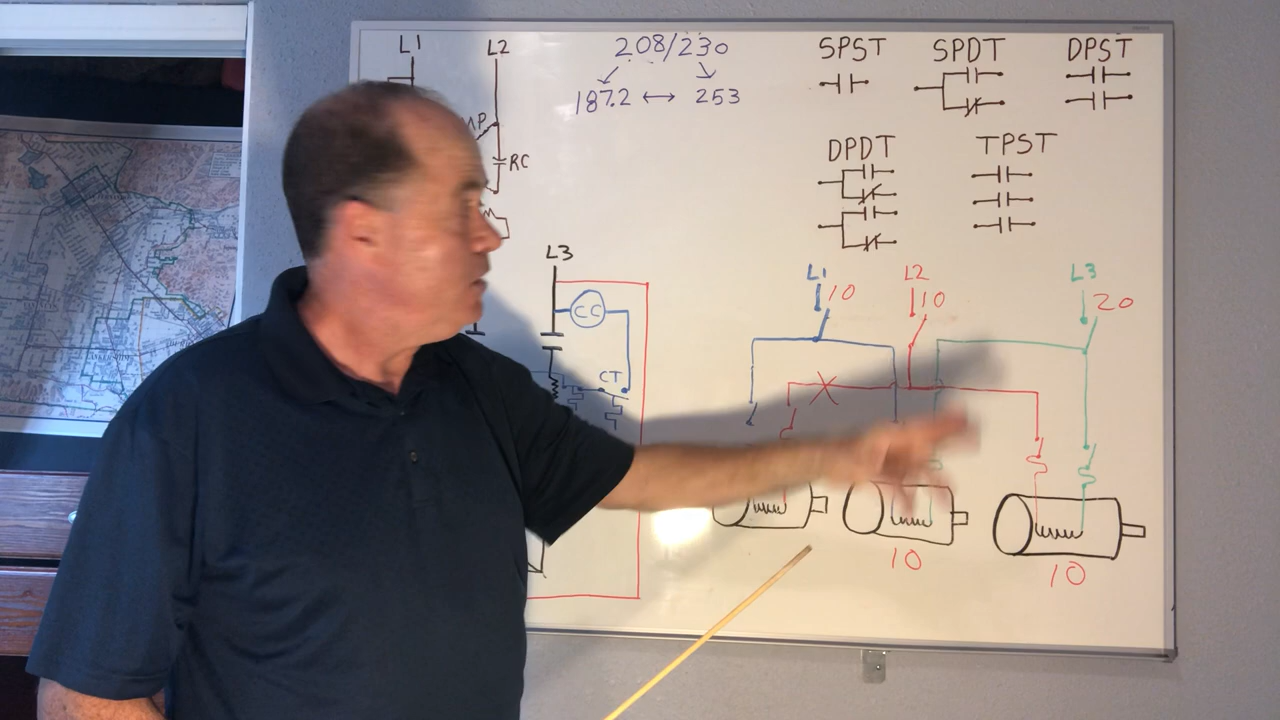 L1 L2 208/230 SPST SPDT DPST
187.2 ↔ 253
RC
DPDT TPST
L3
L1 L2 L3
10 10 20
CC
CT
10 10